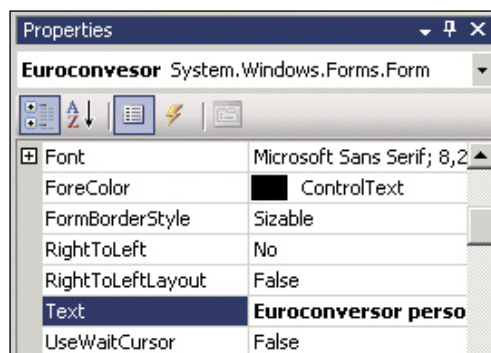 Properties
Euroconvesor System.Windows.Forms.Form
Font Microsoft Sans Serif; 8,2
ForeColor ControlText
FormBorderStyle Sizable
RightToLeft No
RightToLeftLayout False
Text Euroconversor perso
UseWaitCursor False